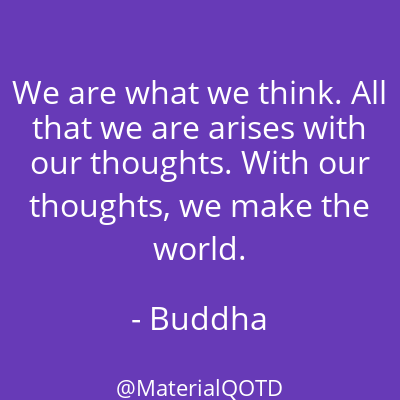 We are what we think. All
that we are arises with
our thoughts. With our
thoughts, we make the
world.
- Buddha
@MaterialQOTD